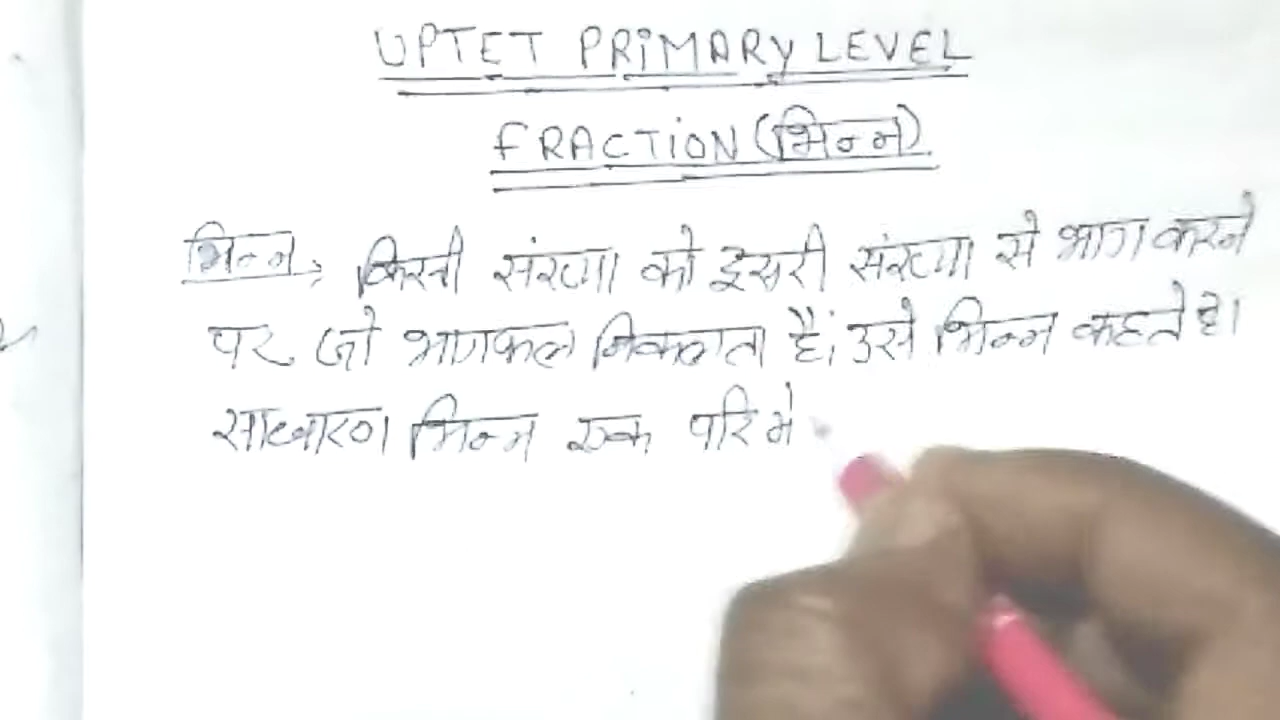 UPTET PRIMARY LEVEL
FRACTION (भिन्न)
भिन्न: किसी संख्या को दूसरी संख्या से भाग करने
पर जो भागफल निकलता है, उसे भिन्न कहते है।
साधारण भिन्न एक परिमे